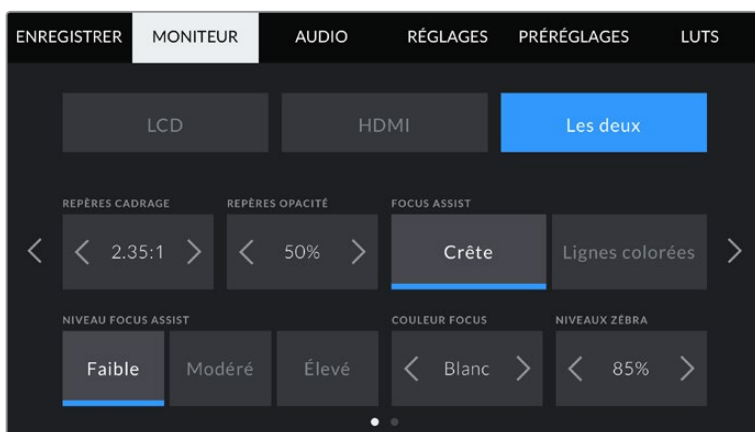 ENREGISTRER MONITEUR AUDIO RÉGLAGES PRÉRÉGLAGES LUTS
LCD HDMI Les deux
REPÈRES CADRAGE REPÈRES OPACITÉ FOCUS ASSIST
2.35:1 50% Crête Lignes colorées
NIVEAU FOCUS ASSIST COULEUR FOCUS NIVEAUX ZÉBRA
Faible Modéré Élevé Blanc 85%